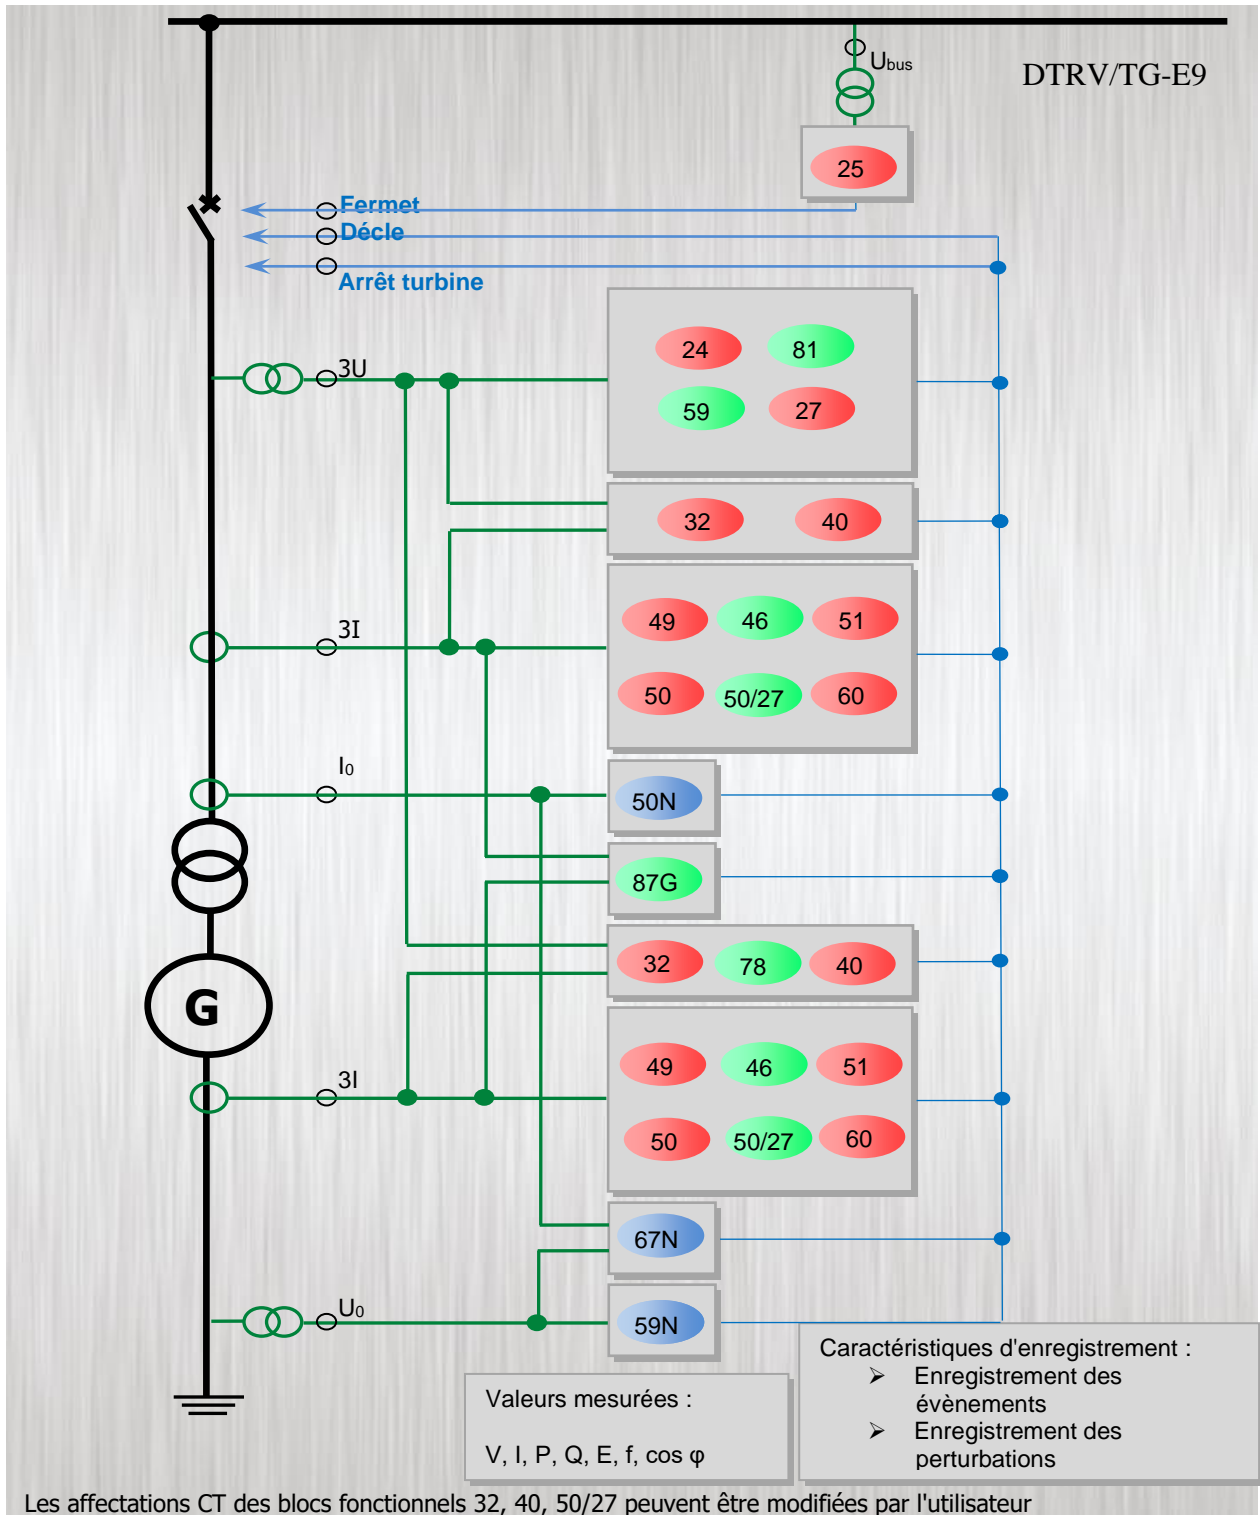 Ubus
DTRV/TG-E9
25
Fermet
Décle
Arrêt turbine
3U
24 81
59 27
32 40
3I
49 46 51
50 50/27 60
I0
50N
87G
32 78 40
G
49 46 51
3I
50 50/27 60
67N
U0
59N
Caractéristiques d'enregistrement :
➢ Enregistrement des
évènements
➢ Enregistrement des
perturbations
Valeurs mesurées :
V, I, P, Q, E, f, cos φ
Les affectations CT des blocs fonctionnels 32, 40, 50/27 peuvent être modifiées par l'utilisateur